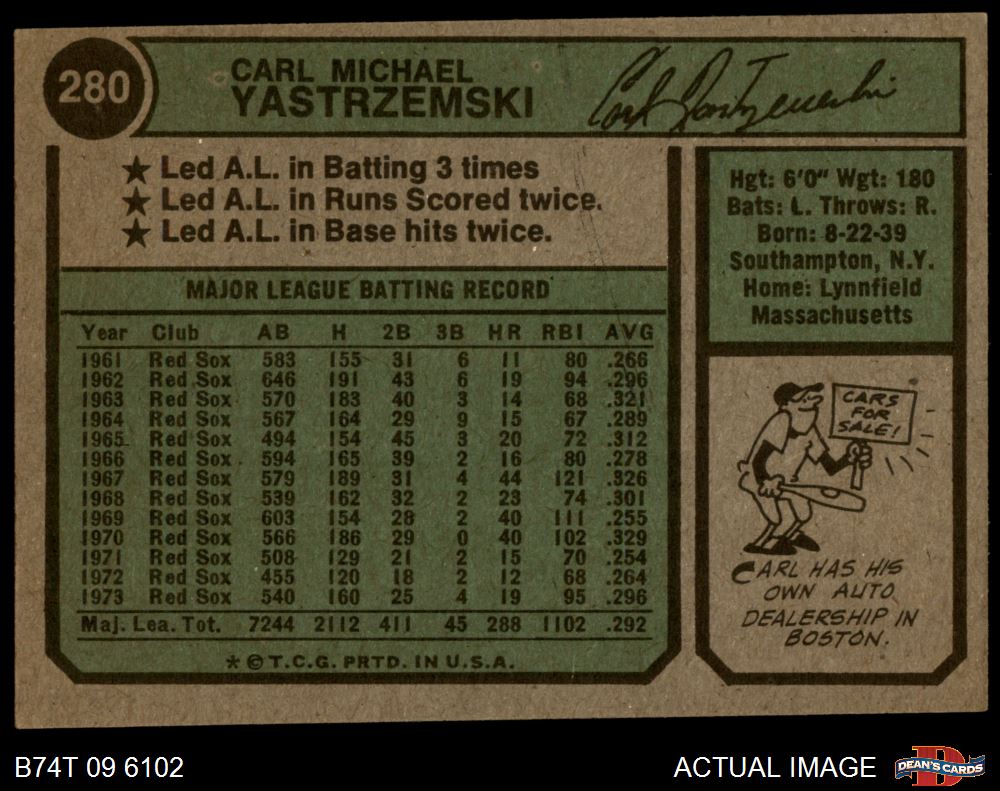 280
CARL MICHAEL
YASTRZEMSKI
Carl Yastrzemski
★ Led A.L. in Batting 3 times
★ Led A.L. in Runs Scored twice.
★ Led A.L. in Base hits twice.
MAJOR LEAGUE BATTING RECORD
Year Club AB H 2B 3B HR RBI AVG
1961 Red Sox 583 155 31 6 11 80 .266
1962 Red Sox 646 191 43 6 19 94 .296
1963 Red Sox 570 183 40 3 14 68 .321
1964 Red Sox 567 164 29 9 15 67 .289
1965 Red Sox 494 154 45 3 20 72 .312
1966 Red Sox 594 165 39 2 16 80 .278
1967 Red Sox 579 189 31 4 44 121 .326
1968 Red Sox 539 162 32 2 23 74 .301
1969 Red Sox 603 154 28 2 40 111 .255
1970 Red Sox 566 186 29 0 40 102 .329
1971 Red Sox 508 129 21 2 15 70 .254
1972 Red Sox 455 120 18 2 12 68 .264
1973 Red Sox 540 160 25 4 19 95 .296
Maj. Lea. Tot. 7244 2112 411 45 288 1102 .292
* © T.C.G. PRTD. IN U.S.A.
Hgt: 6'0" Wgt: 180
Bats: L. Throws: R.
Born: 8-22-39
Southampton, N.Y.
Home: Lynnfield
Massachusetts
CARS
FOR
SALE!
CARL HAS HIS
OWN AUTO
DEALERSHIP IN
BOSTON.
B74T 09 6102
ACTUAL IMAGE
D
DEAN'S CARDS